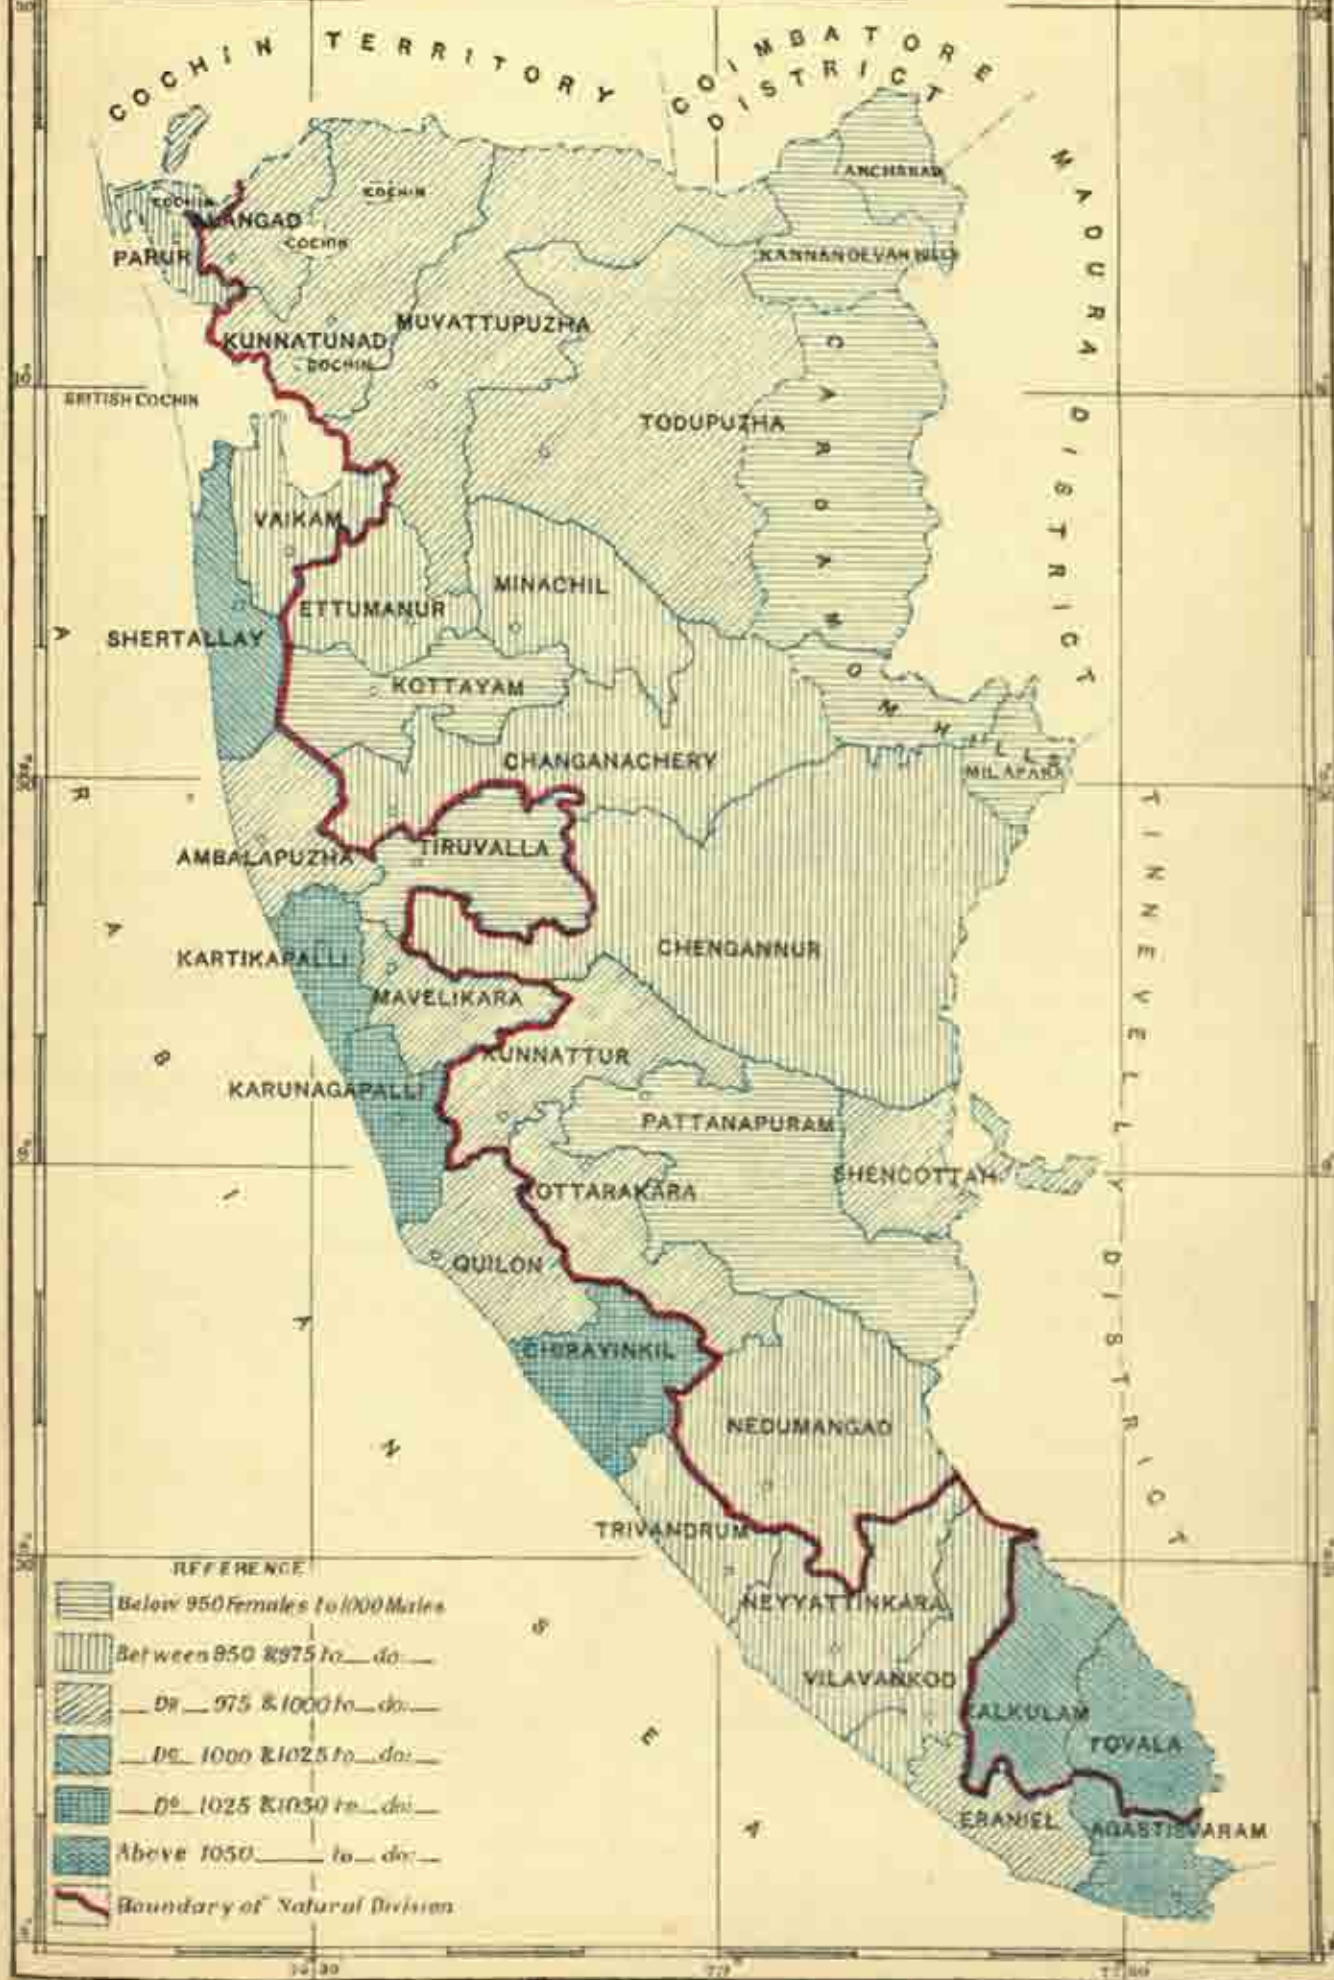 COCHIN TERRITORY
COIMBATORE
DISTRICT
MADURA DISTRICT
ANCHANAD
COCHIN
COCHIN
ALANGAD
COCHIN
PARUR
KANNAN DEVAN HILLS
MUVATTUPUZHA
KUNNATUNAD
COCHIN
BRITISH COCHIN
TODUPUZHA
CARDAMOM HILLS
VAIKAM
MINACHIL
ETTUMANUR
SHERTALLAY
KOTTAYAM
CHANGANACHERY
MILAPARA
TINNEVELLY DISTRICT
TIRUVALLA
AMBALAPUZHA
CHENGANNUR
KARTIKAPALLI
MAVELIKARA
KUNNATTUR
KARUNAGAPALLI
PATTANAPURAM
SHENCOTTAH
KOTTARAKARA
QUILON
CHIRAYINKIL
NEDUMANGAD
TRIVANDRUM
NEYYATTINKARA
VILAVANKOD
KALKULAM
TOVALA
ERANIEL
AGASTISVARAM
ARABIAN SEA
REFERENCE
Below 950 Females to 1000 Males
Between 950 & 975 to do:
Do 975 & 1000 to do:
Do 1000 & 1025 to do:
Do 1025 & 1050 to do:
Above 1050 to do:
Boundary of Natural Division
77°